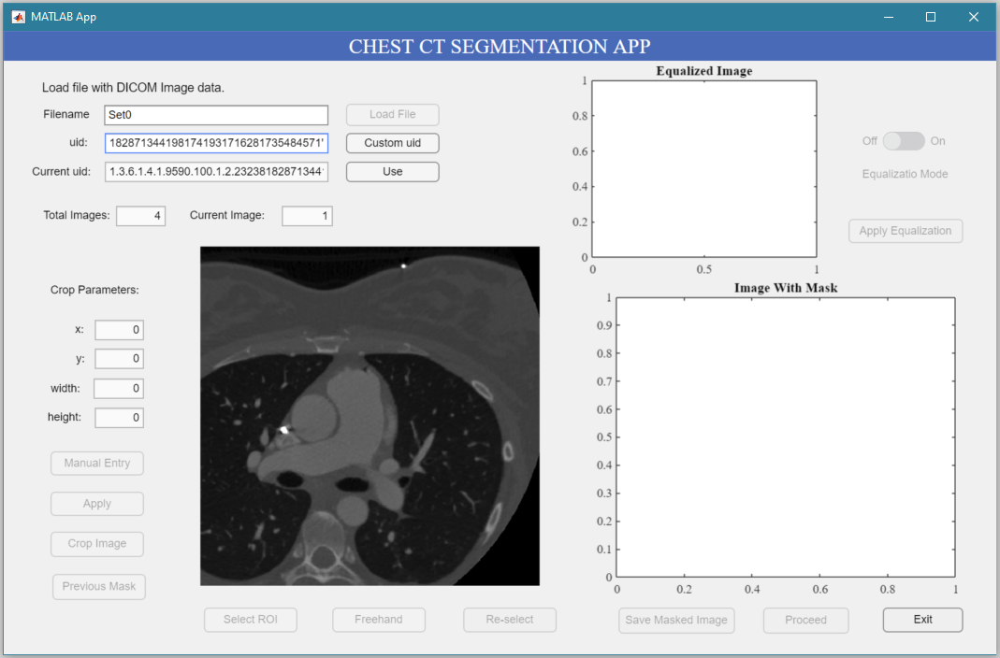 MATLAB App
CHEST CT SEGMENTATION APP
Load file with DICOM Image data.
Filename Set0 Load File
uid: 182871344198174193171628173548457​1' Custom uid
Current uid: 1.3.6.1.4.1.9590.100.1.2.23238182871344 Use
Total Images: 4 Current Image: 1
Crop Parameters:
x: 0
y: 0
width: 0
height: 0
Manual Entry
Apply
Crop Image
Previous Mask
Select ROI Freehand Re-select
Equalized Image
1
0.8
0.6
0.4
0.2
0
0 0.5 1
Off On
Equalizatio Mode
Apply Equalization
Image With Mask
1
0.9
0.8
0.7
0.6
0.5
0.4
0.3
0.2
0.1
0
0 0.2 0.4 0.6 0.8 1
Save Masked Image Proceed Exit